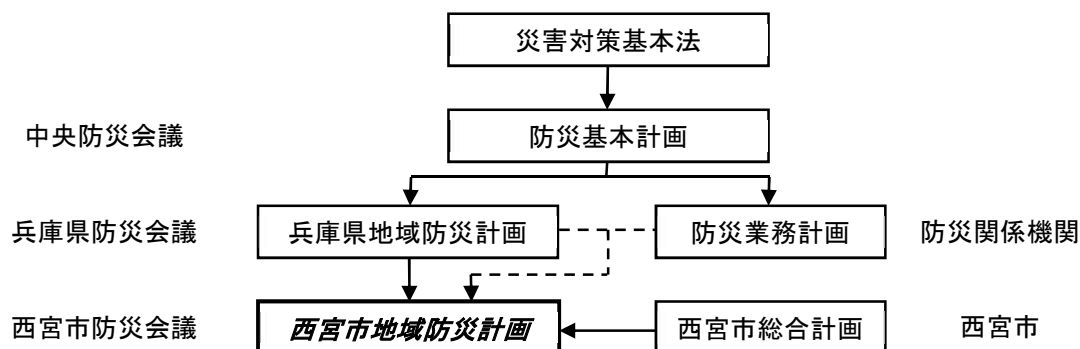 災害対策基本法
中央防災会議
防災基本計画
兵庫県防災会議
兵庫県地域防災計画
防災業務計画
防災関係機関
西宮市防災会議
西宮市地域防災計画
西宮市総合計画
西宮市